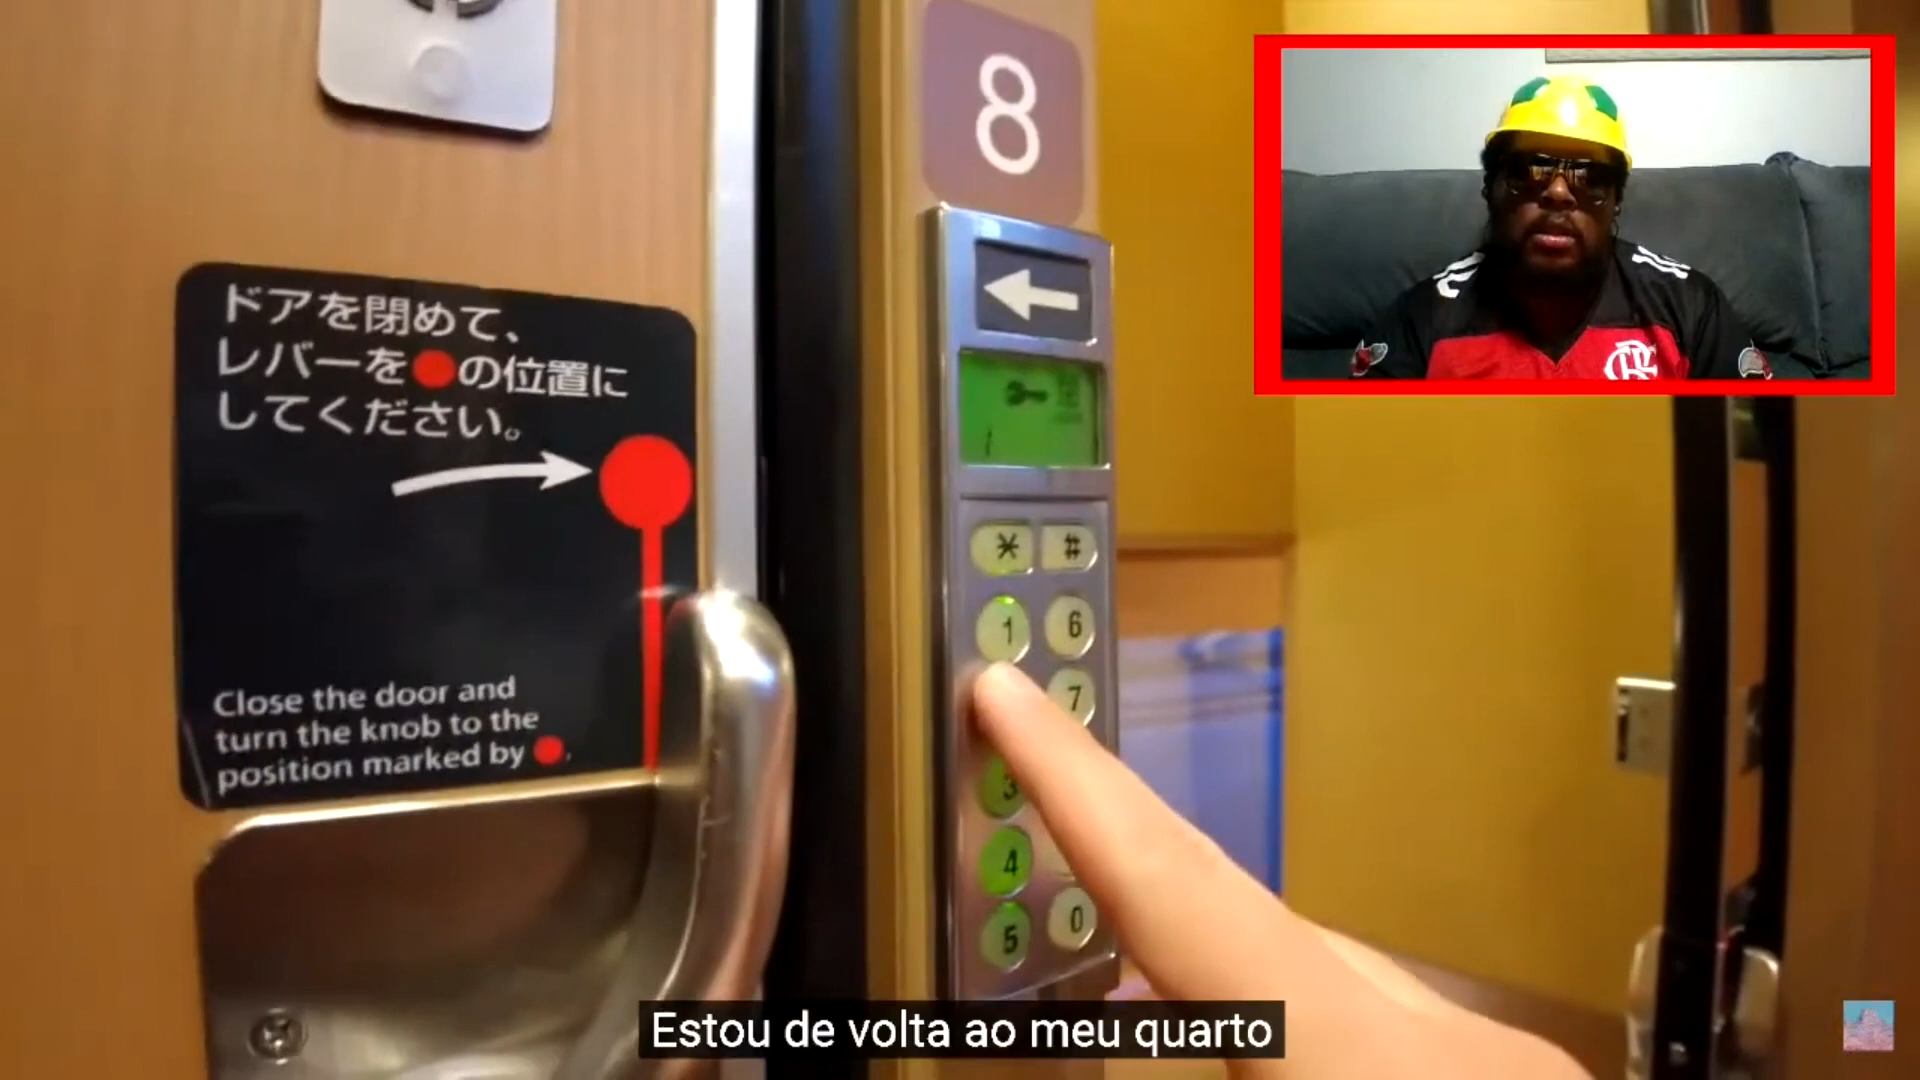 8
ドアを閉めて、
レバーを●の位置に
してください。
Close the door and
turn the knob to the
position marked by ●.
* #
1 6
7
3
4
5 0
Estou de volta ao meu quarto